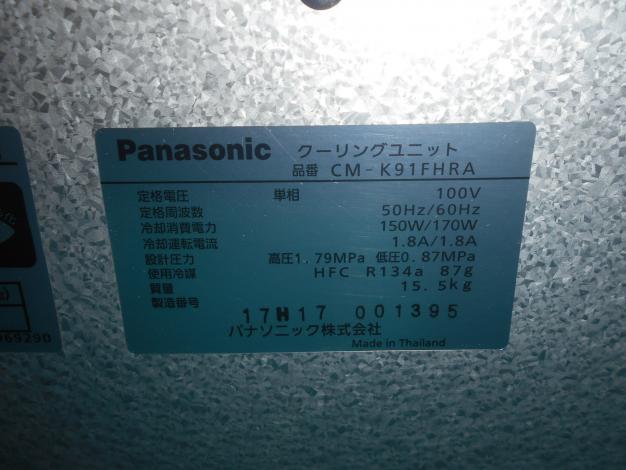 Panasonic クーリングユニット
品番 CM-K91FHRA
定格電圧 単相 100V
定格周波数 50Hz/60Hz
冷却消費電力 150W/170W
冷却運転電流 1.8A/1.8A
設計圧力 高圧1.79MPa 低圧0.87MPa
使用冷媒 HFC R134a 87g
質量 15.5kg
製造番号
17H17 001395
パナソニック株式会社
Made in Thailand
969290